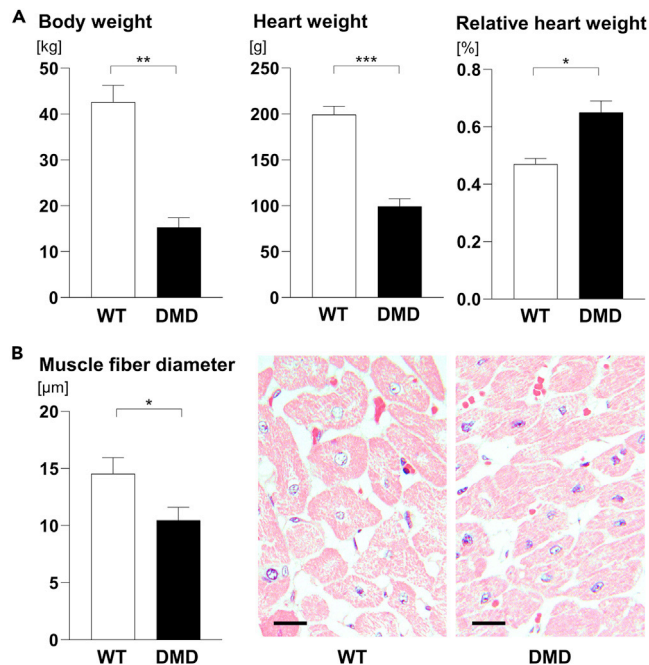 A Body weight
[kg]
50
40
30
20
10
0
**
WT DMD
Heart weight
[g]
250
200
150
100
50
0
***
WT DMD
Relative heart weight
[%]
0.8
0.6
0.4
0.2
0.0
*
WT DMD
B Muscle fiber diameter
[µm]
20
15
10
5
0
*
WT DMD
WT
DMD